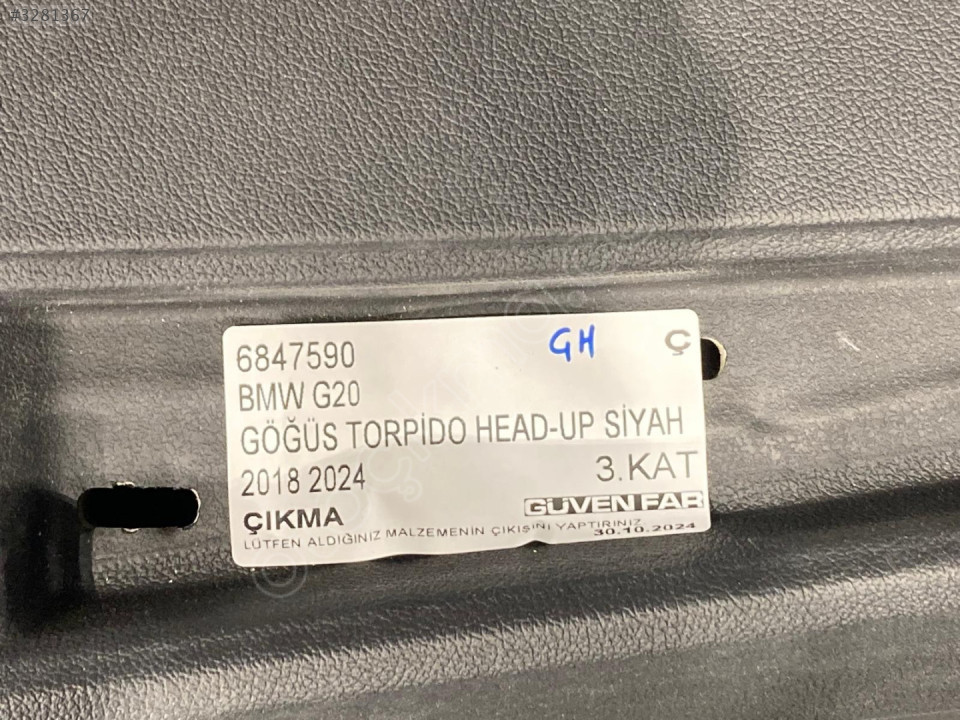 #3281367
GH Ç
6847590
BMW G20
GÖĞÜS TORPİDO HEAD-UP SİYAH
2018 2024
3.KAT
ÇIKMA
GÜVEN FAR
LÜTFEN ALDIĞINIZ MALZEMENİN ÇIKIŞINI YAPTIRINIZ
30.10.2024